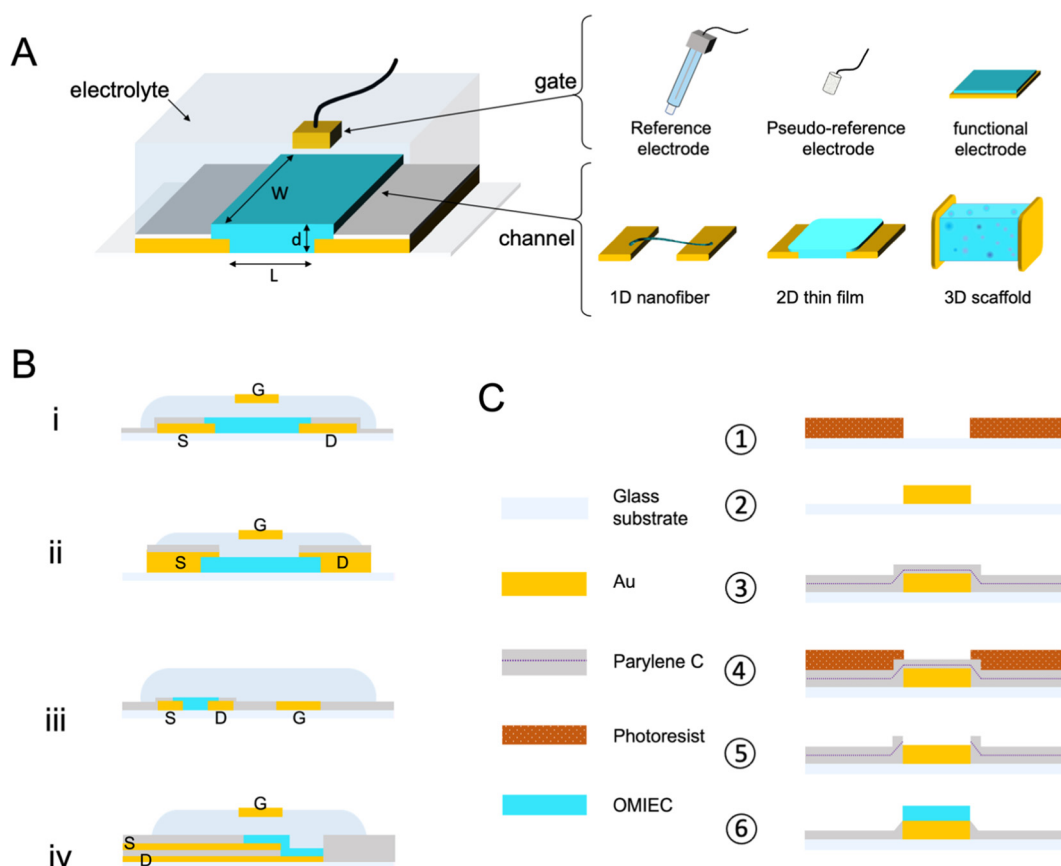 A
electrolyte
gate
W
d
L
channel
Reference
electrode
Pseudo-reference
electrode
functional
electrode
1D nanofiber
2D thin film
3D scaffold
B
i
G
S
D
ii
G
S
D
iii
S
D
G
iv
G
S
D
C
Glass
substrate
Au
Parylene C
Photoresist
OMIEC
①
②
③
④
⑤
⑥